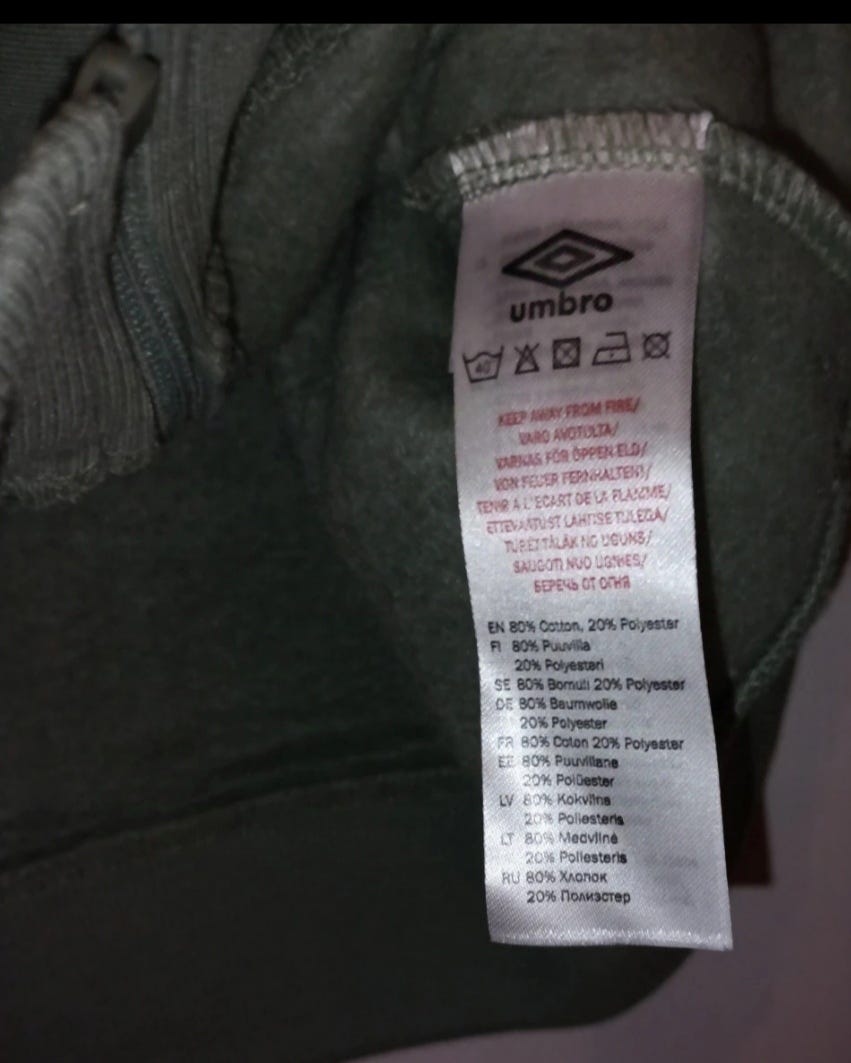 umbro
40
KEEP AWAY FROM FIRE/
VARO AVOTULTA/
VARNAS FÖR ÖPPEN ELD/
VON FEUER FERNHALTEN!/
TENIR A L'ECART DE LA FLAMME/
ETTEVAATUST LAHTISE TULEGA/
TURĒT TĀLĀK NO UGUNS/
SAUGOTI NUO UGNIES/
БЕРЕЧЬ ОТ ОГНЯ
EN 80% Cotton, 20% Polyester
FI 80% Puuvilla
20% Polyesteri
SE 80% Bomull 20% Polyester
DE 80% Baumwolle
20% Polyester
FR 80% Coton 20% Polyester
EE 80% Puuvillane
20% Polüester
LV 80% Kokvilna
20% Poliesteris
LT 80% Medvilnė
20% Poliesteris
RU 80% Хлопок
20% Полиэстер